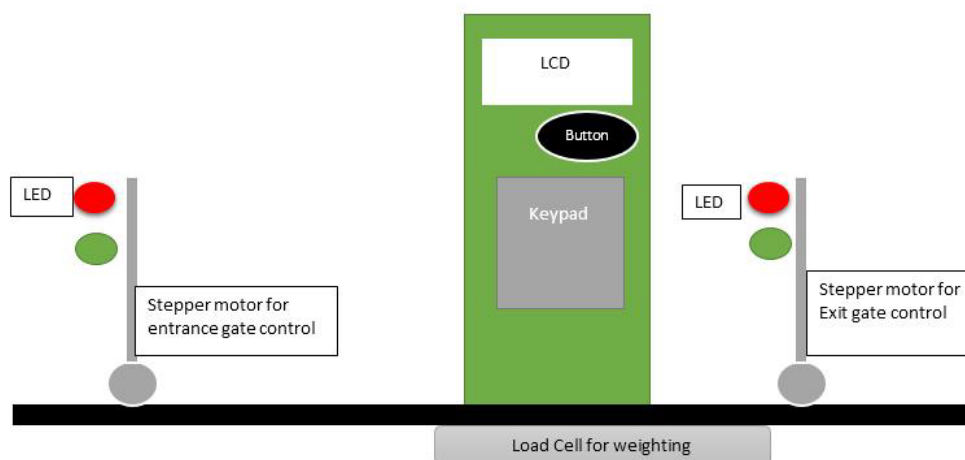 LCD
Button
LED
Keypad
LED
Stepper motor for
entrance gate control
Stepper motor for
Exit gate control
Load Cell for weighting